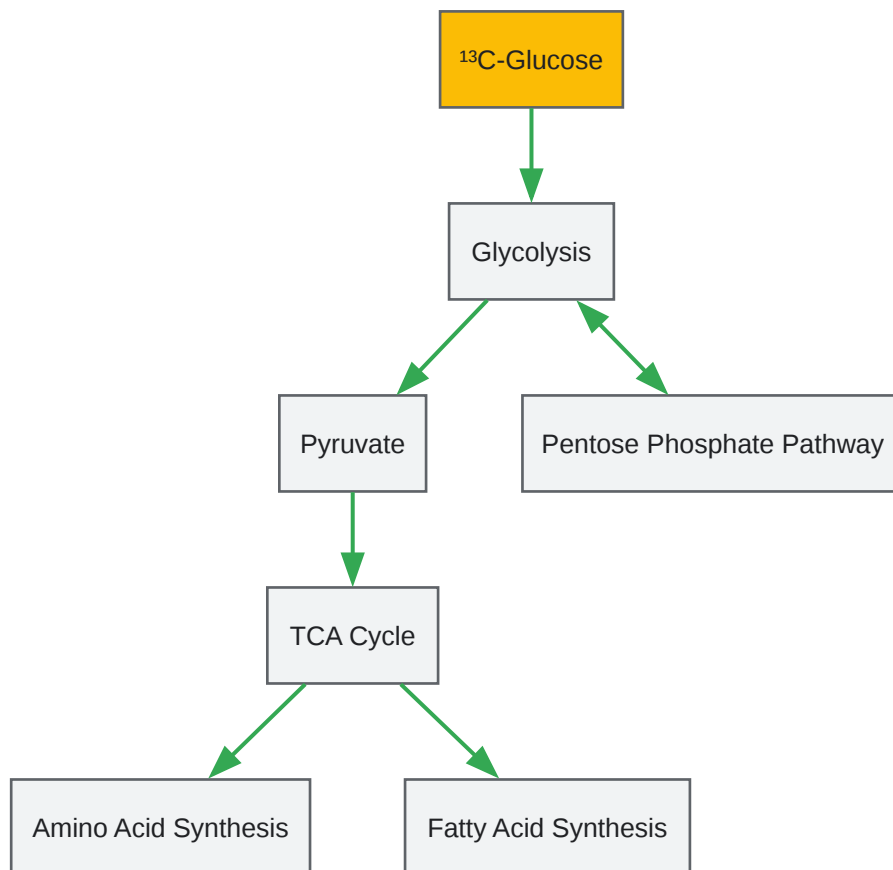 ¹³C-Glucose
Glycolysis
Pyruvate
Pentose Phosphate Pathway
TCA Cycle
Amino Acid Synthesis
Fatty Acid Synthesis